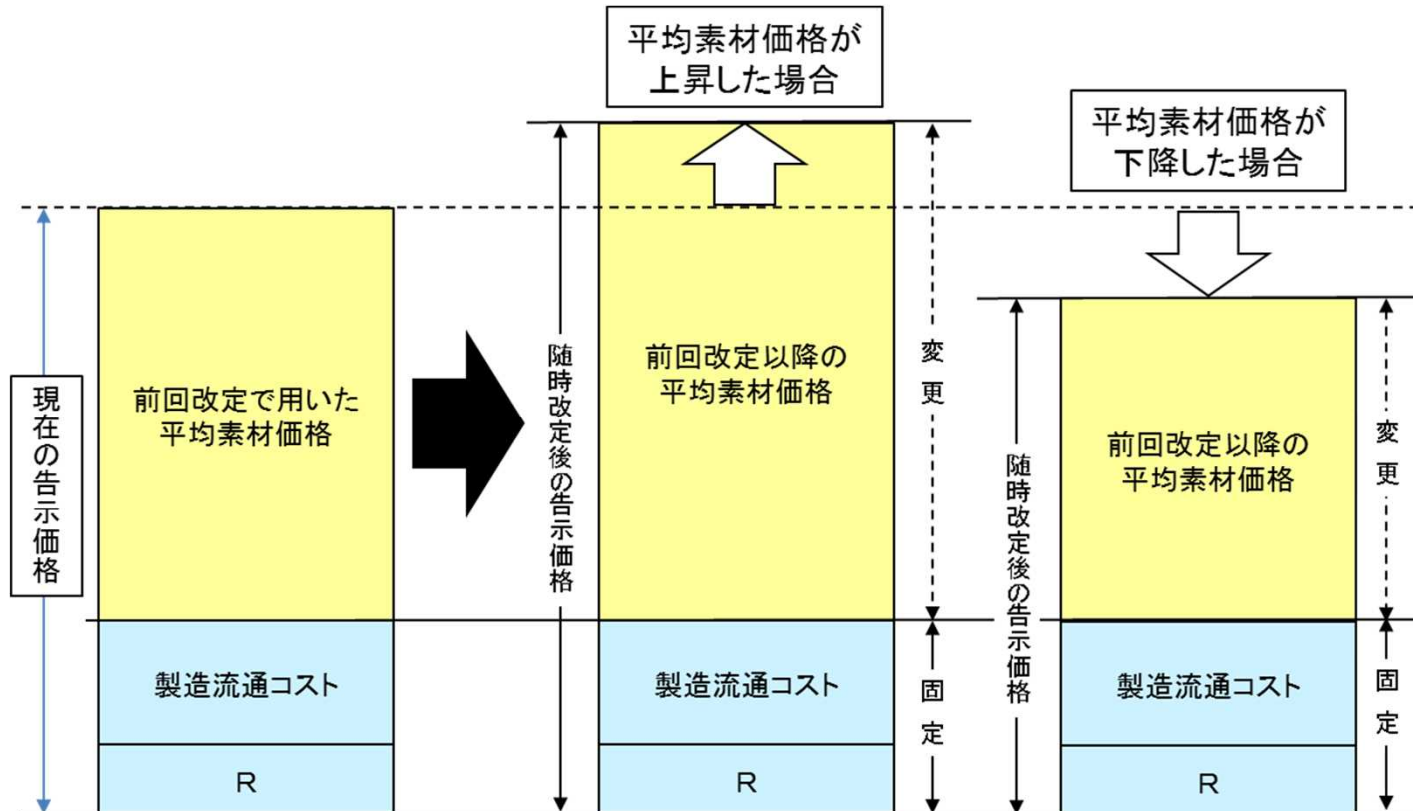 平均素材価格が
上昇した場合
平均素材価格が
下降した場合
現在の告示価格
前回改定で用いた
平均素材価格
製造流通コスト
R
随時改定後の告示価格
前回改定以降の
平均素材価格
製造流通コスト
R
変更
固定
随時改定後の告示価格
前回改定以降の
平均素材価格
製造流通コスト
R
変更
固定